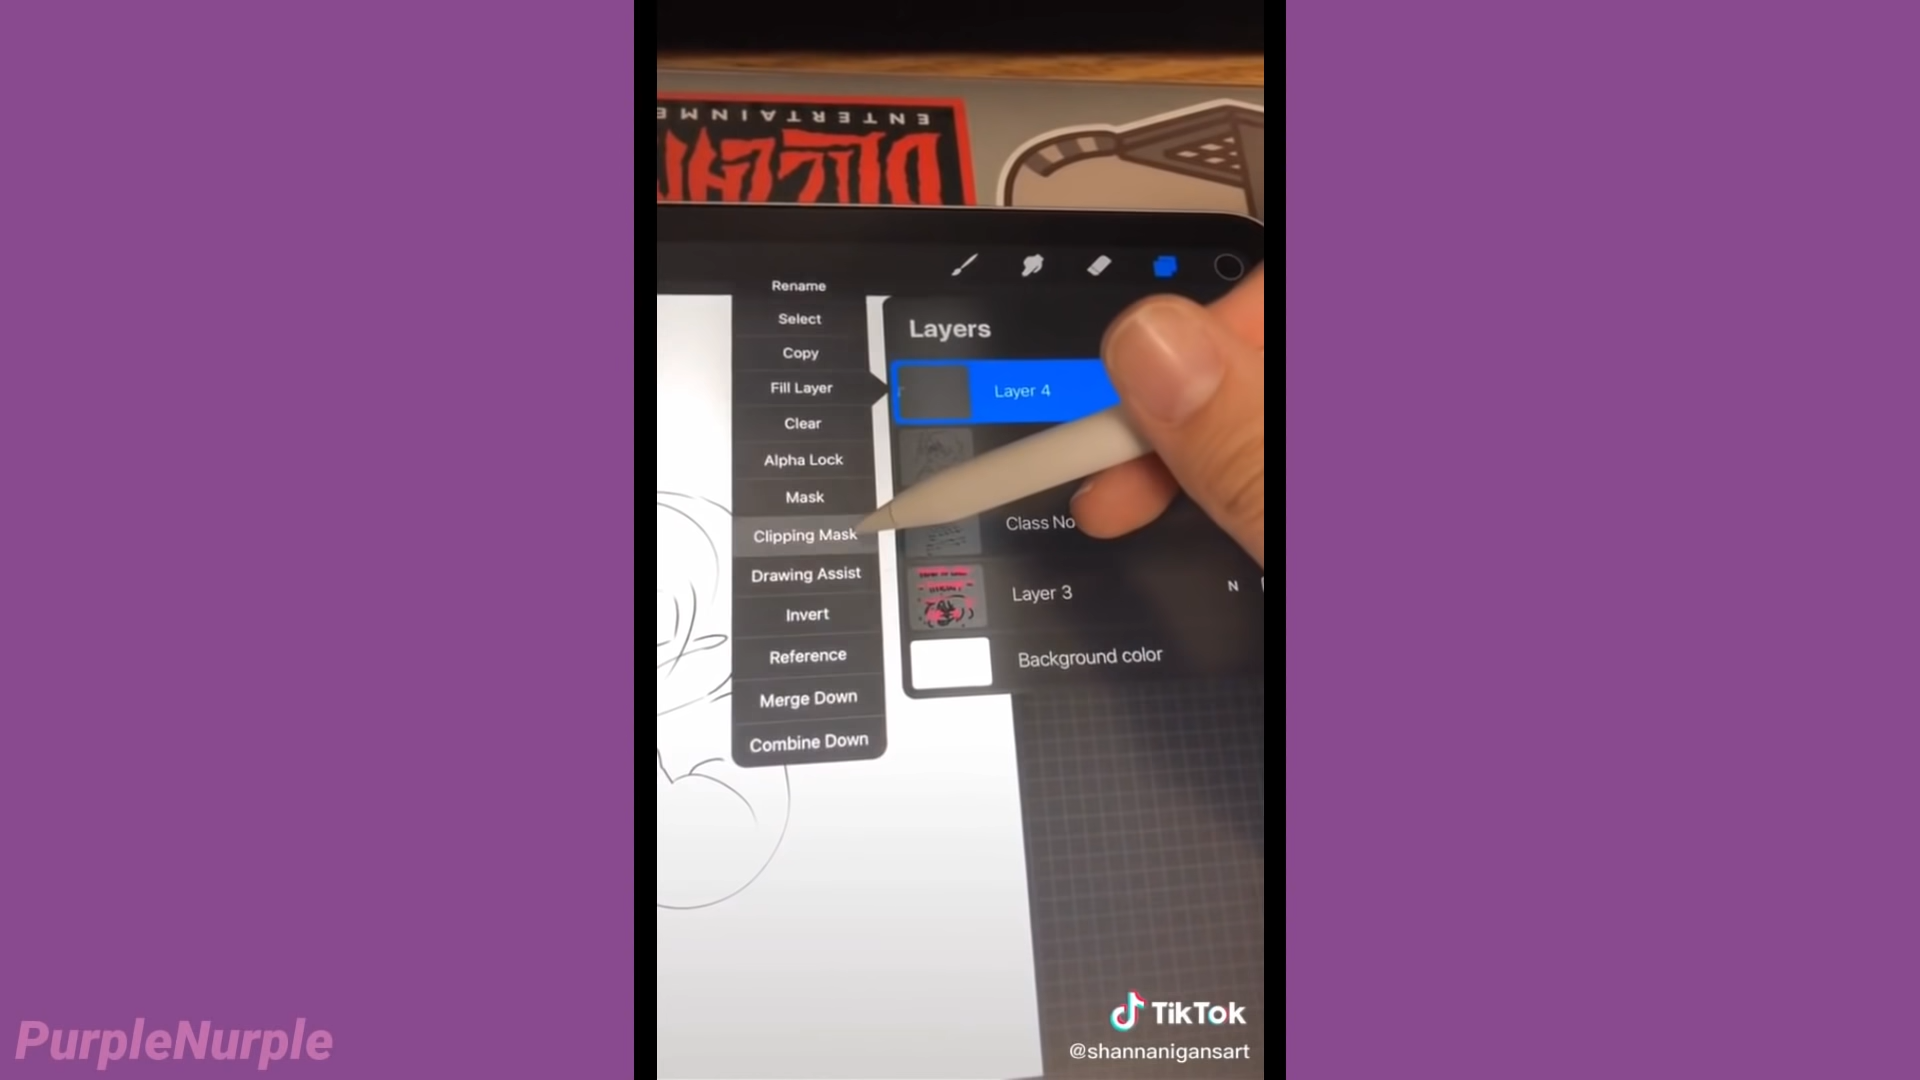 ENTERTAINME
Rename
Select
Copy
Fill Layer
Clear
Alpha Lock
Mask
Clipping Mask
Drawing Assist
Invert
Reference
Merge Down
Combine Down
Layers
Layer 4
Class No
Layer 3
N
Background color
TikTok
@shannanigansart
PurpleNurple